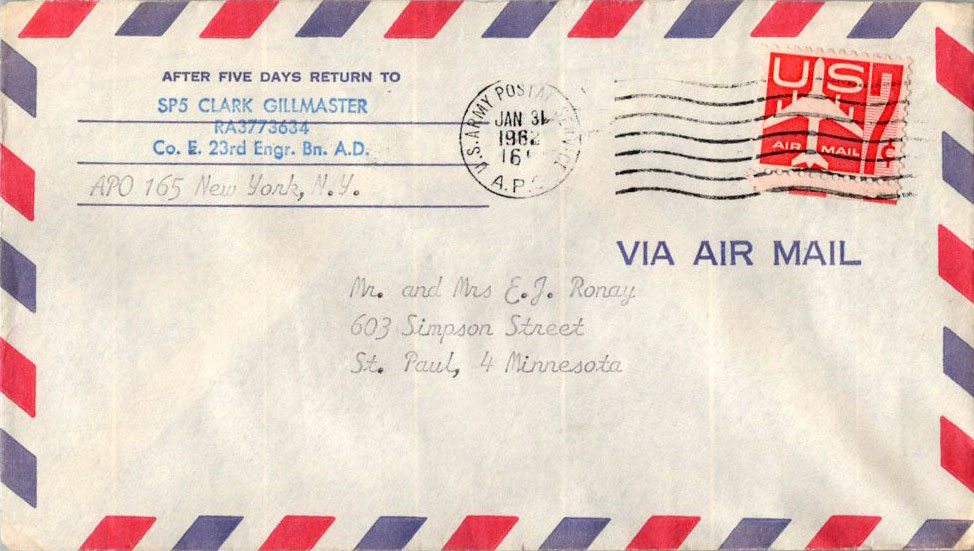 AFTER FIVE DAYS RETURN TO
SP5 CLARK GILLMASTER
RA3773634
Co. E. 23rd Engr. Bn. A.D.
APO 165 New York, N.Y.
U.S. ARMY POSTAL SERVICE
JAN 31
1962
A.P.O.
US
AIR MAIL
¢
VIA AIR MAIL
Mr. and Mrs E.J. Ronay
603 Simpson Street
St. Paul, 4 Minnesota